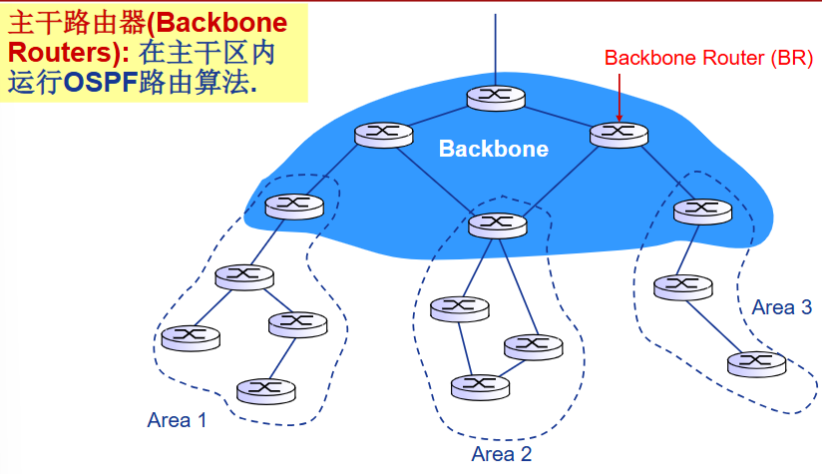 主干路由器(Backbone
Routers): 在主干区内
运行OSPF路由算法.
Backbone Router (BR)
Backbone
Area 3
Area 1
Area 2